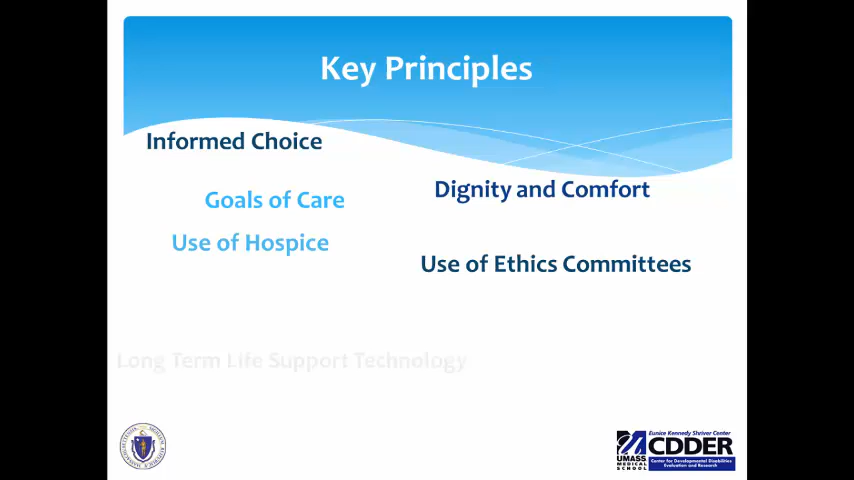 Key Principles
Informed Choice
Dignity and Comfort
Goals of Care
Use of Hospice
Use of Ethics Committees
Long Term Life Support Technology
Eunice Kennedy Shriver Center
CDDER
UMASS
MEDICAL
SCHOOL
Center for Developmental Disabilities
Evaluation and Research